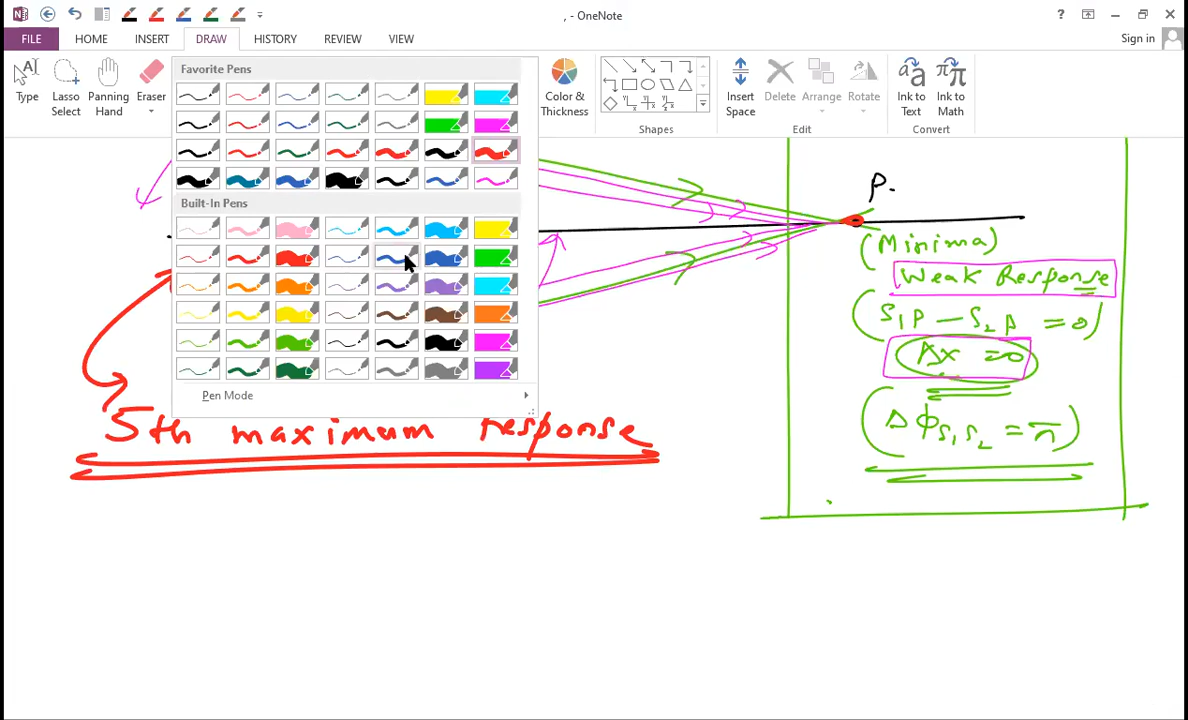 , - OneNote
Sign in
FILE HOME INSERT DRAW HISTORY REVIEW VIEW
Type
Lasso Select
Panning Hand
Eraser
Favorite Pens
Built-In Pens
Pen Mode
Color & Thickness
Shapes
Insert Space
Delete
Arrange
Rotate
Edit
Ink to Text
Ink to Math
Convert
P.
(Minima)
Weak Response
(S₁P - S₂P = 0)
Δx = 0
(Δϕs₁s₂ = π)
5th maximum response